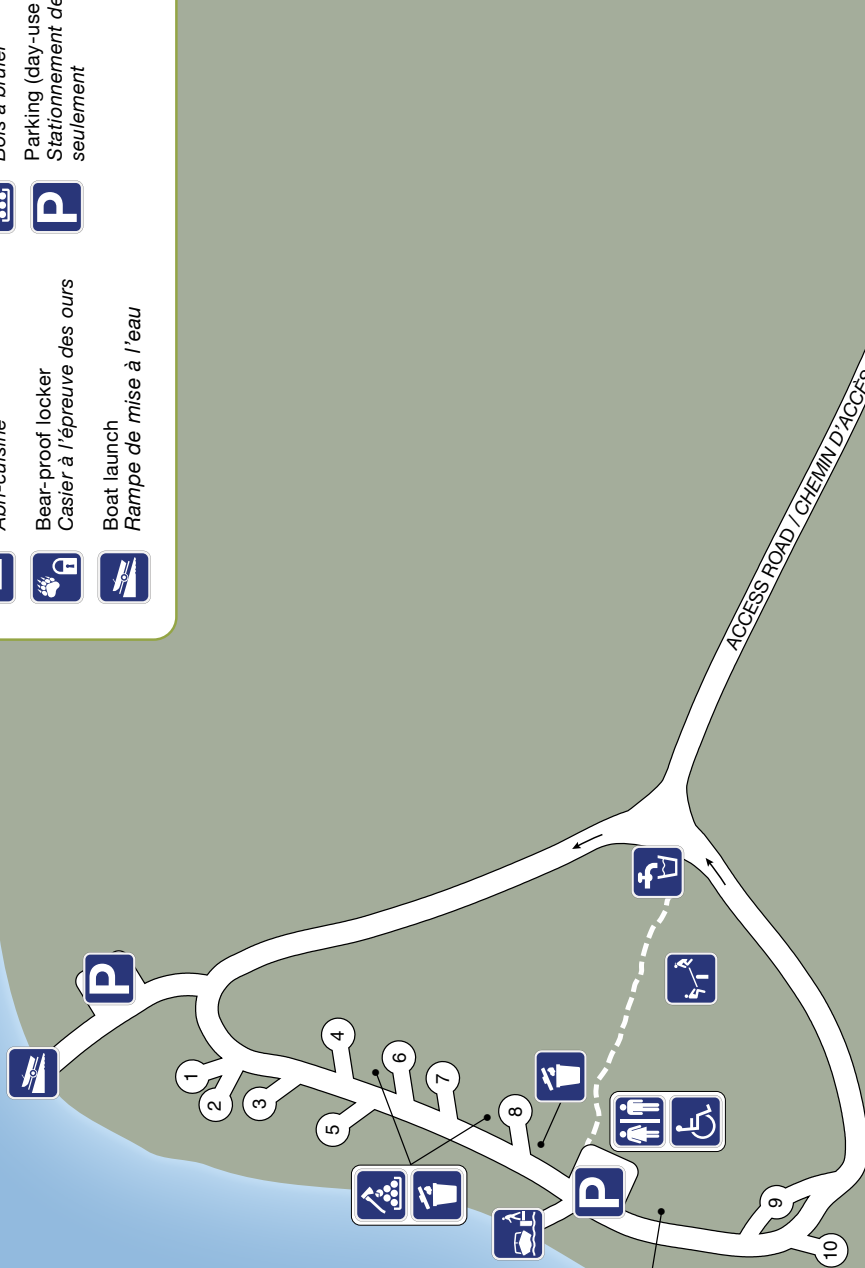 Abri-cuisine
Bear-proof locker
Casier à l'épreuve des ours
Boat launch
Rampe de mise à l'eau
Bois à brûler
P
Parking (day-use
Stationnement de
seulement
ACCESS ROAD / CHEMIN D'ACCÈS
P
1
2
3
4
5
6
7
8
P
9
10